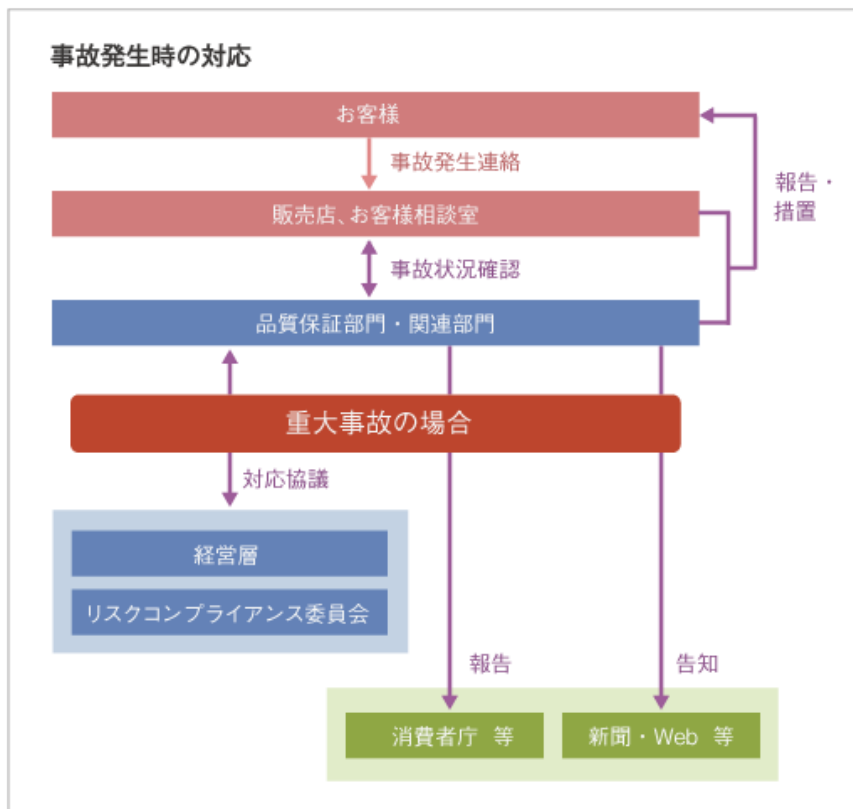 事故発生時の対応
お客様
事故発生連絡
報告・
措置
販売店、お客様相談室
事故状況確認
品質保証部門・関連部門
重大事故の場合
対応協議
経営層
リスクコンプライアンス委員会
報告
告知
消費者庁 等
新聞・Web 等